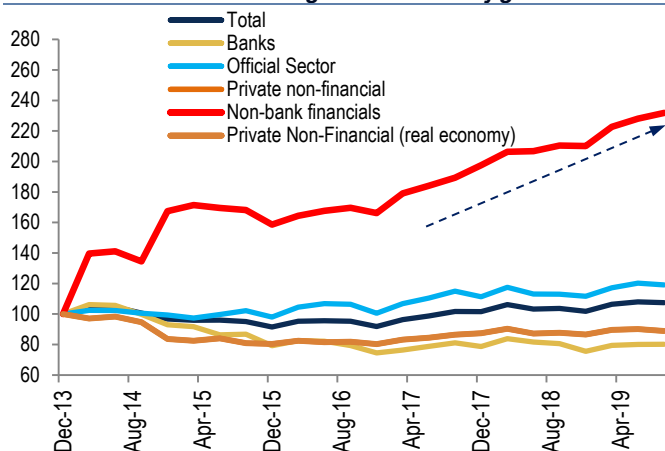 Total
Banks
Official Sector
Private non-financial
Non-bank financials
Private Non-Financial (real economy)
280
260
240
220
200
180
160
140
120
100
80
60
Dec-13
Aug-14
Apr-15
Dec-15
Aug-16
Apr-17
Dec-17
Aug-18
Apr-19